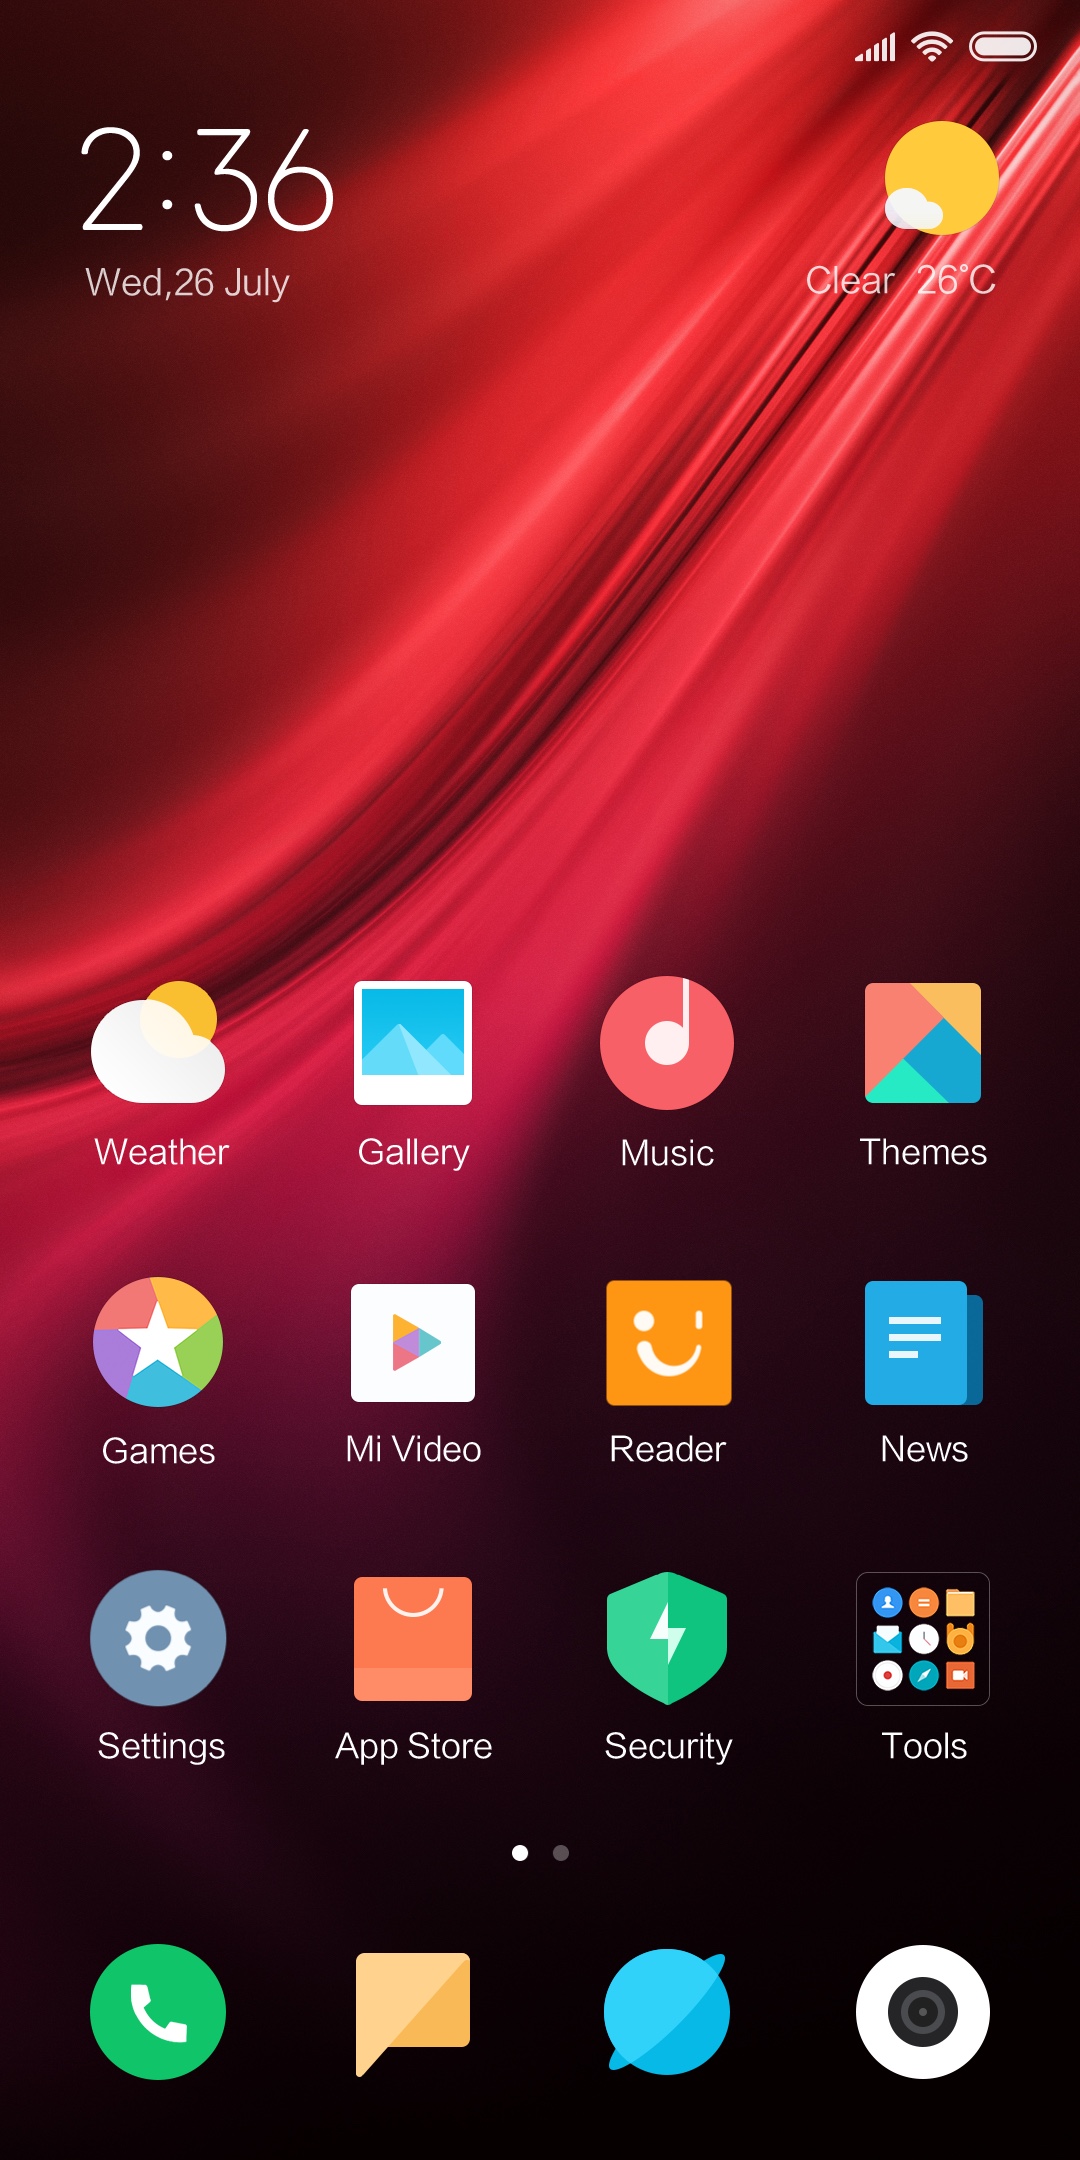 2:36
Wed,26 July
Clear 26°C
Weather
Gallery
Music
Themes
Games
Mi Video
Reader
News
Settings
App Store
Security
Tools